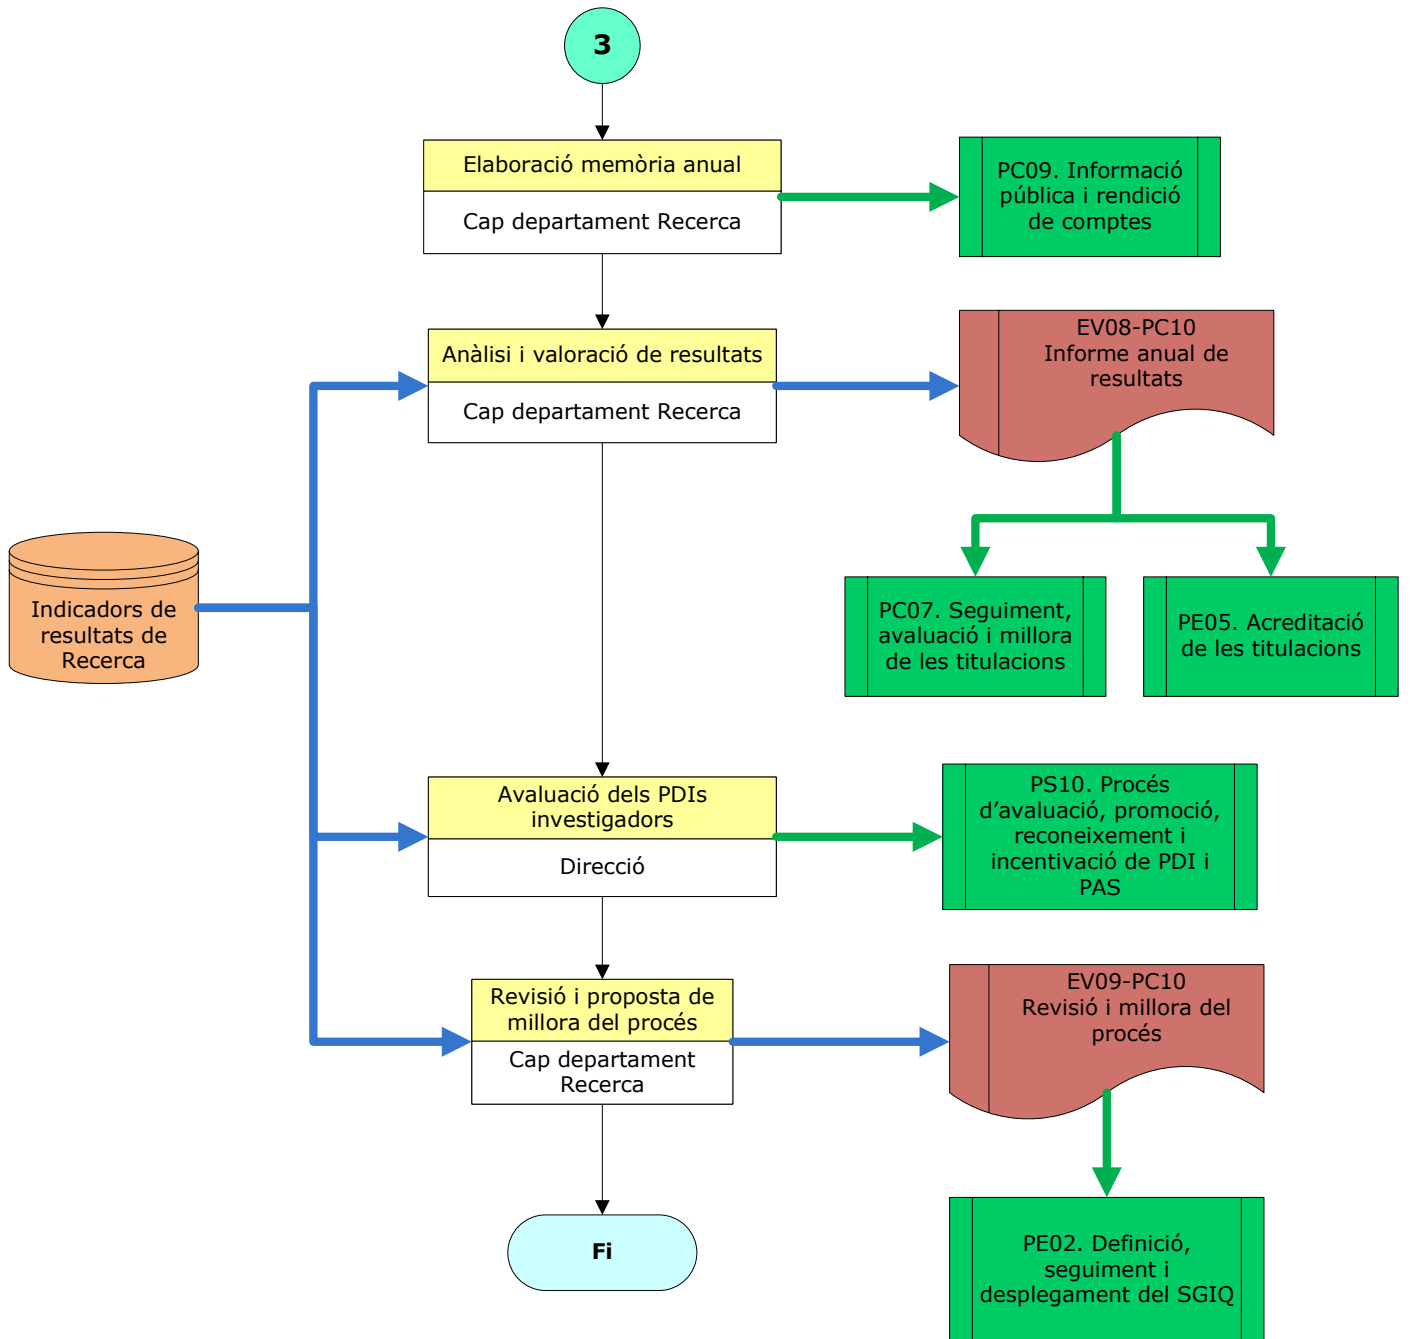 3
Elaboració memòria anual
Cap departament Recerca
PC09. Informació
pública i rendició
de comptes
Anàlisi i valoració de resultats
Cap departament Recerca
EV08-PC10
Informe anual de
resultats
Indicadors de
resultats de
Recerca
PC07. Seguiment,
avaluació i millora
de les titulacions
PE05. Acreditació
de les titulacions
Avaluació dels PDIs
investigadors
Direcció
PS10. Procés
d’avaluació, promoció,
reconeixement i
incentivació de PDI i
PAS
Revisió i proposta de
millora del procés
Cap departament
Recerca
EV09-PC10
Revisió i millora del
procés
Fi
PE02. Definició,
seguiment i
desplegament del SGIQ